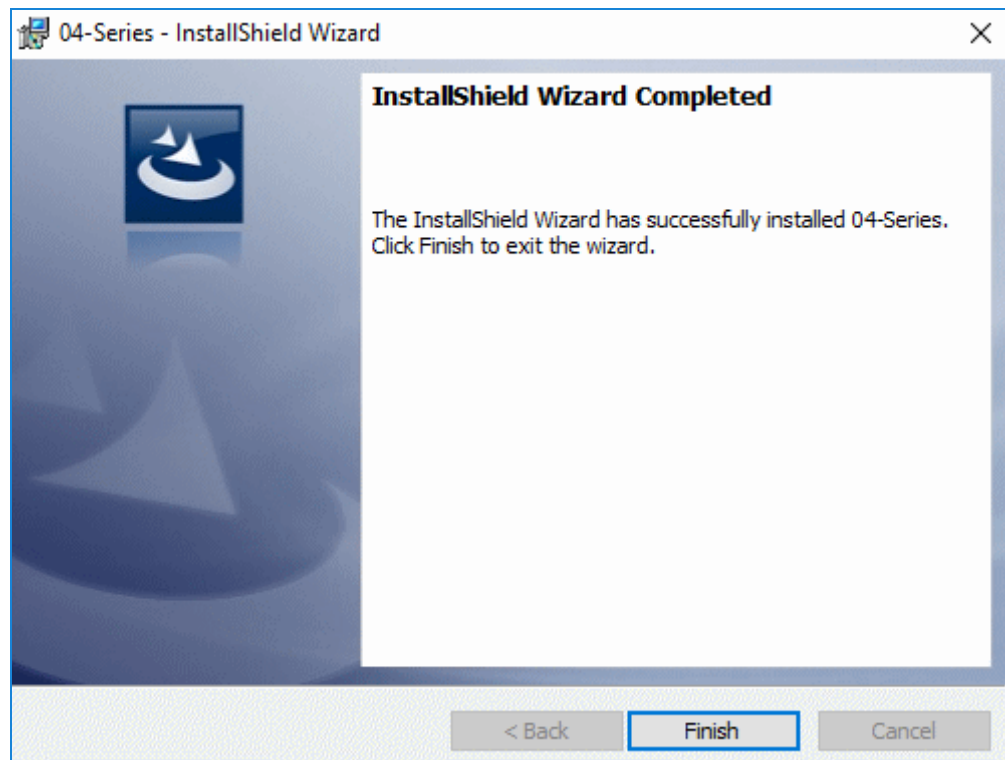 04-Series - InstallShield Wizard
InstallShield Wizard Completed
The InstallShield Wizard has successfully installed 04-Series.
Click Finish to exit the wizard.
< Back
Finish
Cancel